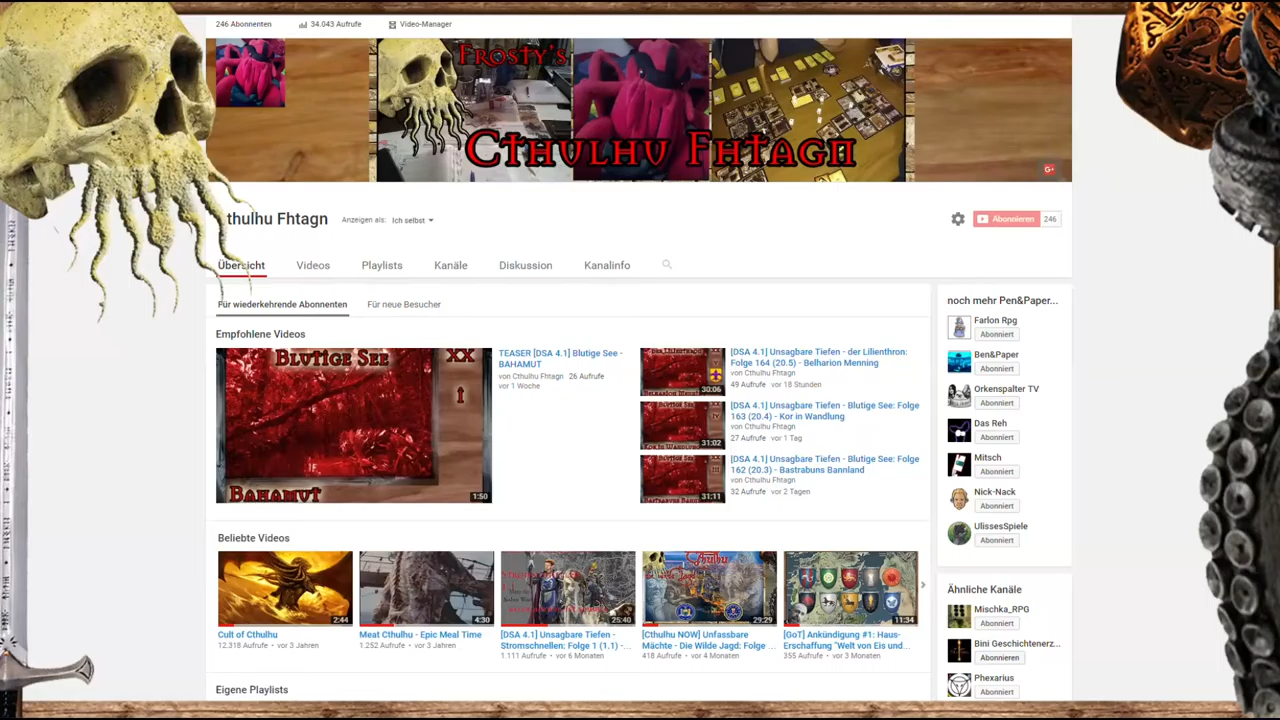 246 Abonnenten 34.043 Aufrufe Video-Manager
Frosty's
Cthulhu Fhtagn
G+
thulhu Fhtagn Anzeigen als: Ich selbst
Abonnieren 246
Übersicht Videos Playlists Kanäle Diskussion Kanalinfo
Für wiederkehrende Abonnenten Für neue Besucher
Empfohlene Videos
Blutige See
XX
I
Bahamut
1:50
TEASER [DSA 4.1] Blutige See -
BAHAMUT
von Cthulhu Fhtagn 26 Aufrufe
vor 1 Woche
30:06
[DSA 4.1] Unsagbare Tiefen - der Lilienthron:
Folge 164 (20.5) - Belharion Menning
von Cthulhu Fhtagn
49 Aufrufe vor 18 Stunden
Blutige See
31:02
[DSA 4.1] Unsagbare Tiefen - Blutige See: Folge
163 (20.4) - Kor in Wandlung
von Cthulhu Fhtagn
27 Aufrufe vor 1 Tag
Blutige See
31:11
[DSA 4.1] Unsagbare Tiefen - Blutige See: Folge
162 (20.3) - Bastrabuns Bannland
von Cthulhu Fhtagn
32 Aufrufe vor 2 Tagen
Beliebte Videos
2:44
Cult of Cthulhu
12.318 Aufrufe vor 3 Jahren
4:30
Meat Cthulhu - Epic Meal Time
1.252 Aufrufe vor 3 Jahren
25:40
[DSA 4.1] Unsagbare Tiefen -
Stromschnellen: Folge 1 (1.1) -...
1.111 Aufrufe vor 6 Monaten
Cthulhu
29:29
[Cthulhu NOW] Unfassbare
Mächte - Die Wilde Jagd: Folge ...
418 Aufrufe vor 4 Monaten
11:34
[GoT] Ankündigung #1: Haus-
Erschaffung "Welt von Eis und...
355 Aufrufe vor 3 Monaten
Eigene Playlists
noch mehr Pen&Paper...
Farlon Rpg
Abonniert
Ben&Paper
Abonniert
Orkenspalter TV
Abonniert
Das Reh
Abonniert
Mitsch
Abonniert
Nick-Nack
Abonniert
UlissesSpiele
Abonniert
Ähnliche Kanäle
Mischka_RPG
Abonniert
Bini Geschichtenerz...
Abonnieren
Phexarius
Abonniert